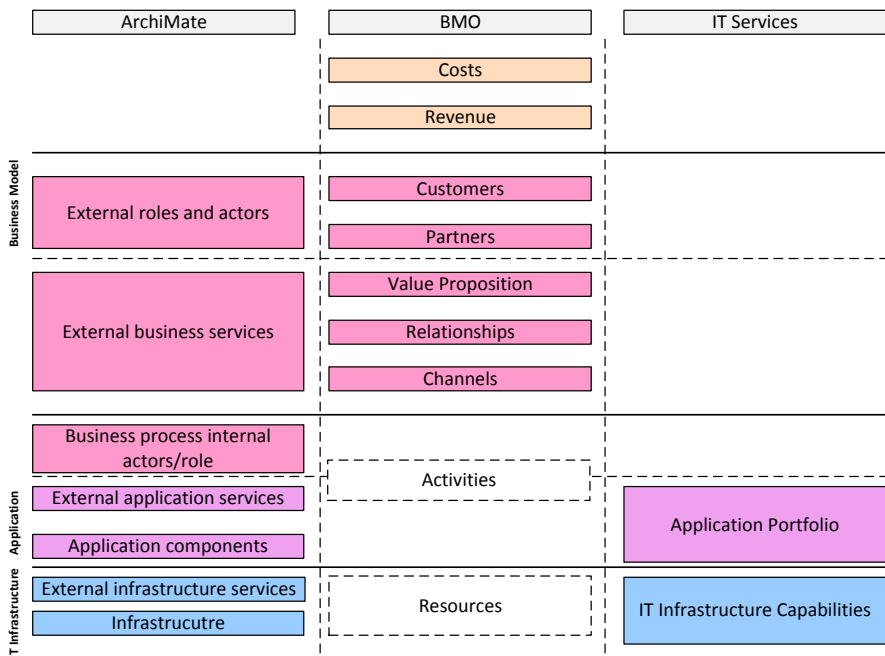 ArchiMate
BMO
IT Services
Costs
Revenue
Business Model
External roles and actors
Customers
Partners
External business services
Value Proposition
Relationships
Channels
Business process internal
actors/role
Activities
Application
External application services
Application components
Application Portfolio
T Infrastructure
External infrastructure services
Infrastrucutre
Resources
IT Infrastructure Capabilities